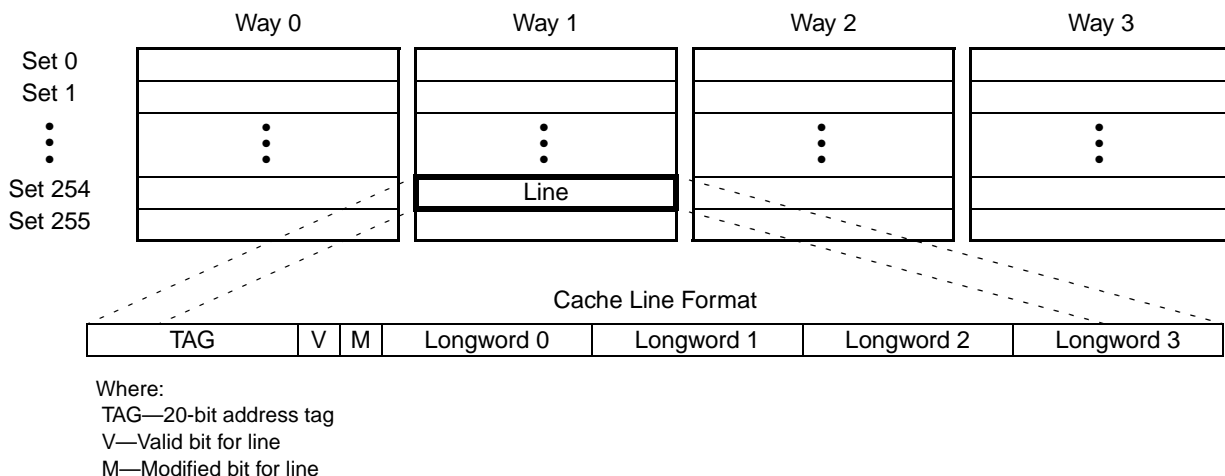 Way 0 Way 1 Way 2 Way 3
Set 0
Set 1
Set 254
Line
Set 255
Cache Line Format
TAG V M Longword 0 Longword 1 Longword 2 Longword 3
Where:
TAG—20-bit address tag
V—Valid bit for line
M—Modified bit for line